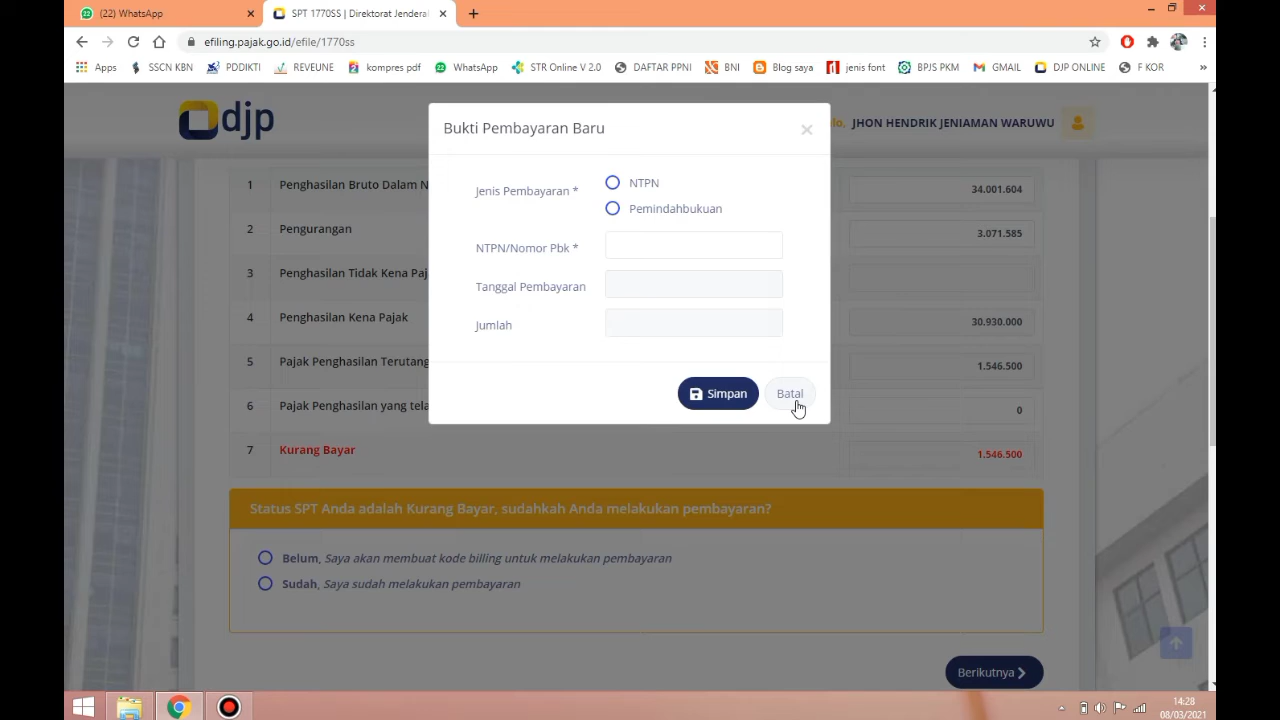 (22) WhatsApp
SPT 1770SS | Direktorat Jendera
efiling.pajak.go.id/efile/1770ss
Apps SSCN KBN PDDIKTI REVEUNE kompres pdf WhatsApp STR Online V 2.0 DAFTAR PPNI BNI Blog saya jenis font BPJS PKM GMAIL DJP ONLINE F KOR »
djp
lo, JHON HENDRIK JENIAMAN WARUWU
Bukti Pembayaran Baru
Jenis Pembayaran *
NTPN
Pemindahbukuan
NTPN/Nomor Pbk *
Tanggal Pembayaran
Jumlah
Simpan
Batal
1 Penghasilan Bruto Dalam N 34.001.604
2 Pengurangan 3.071.585
3 Penghasilan Tidak Kena Paj
4 Penghasilan Kena Pajak 30.930.000
5 Pajak Penghasilan Terutang 1.546.500
6 Pajak Penghasilan yang tela 0
7 Kurang Bayar 1.546.500
Status SPT Anda adalah Kurang Bayar, sudahkah Anda melakukan pembayaran?
Belum, Saya akan membuat kode billing untuk melakukan pembayaran
Sudah, Saya sudah melakukan pembayaran
Berikutnya
14:28
08/03/2021